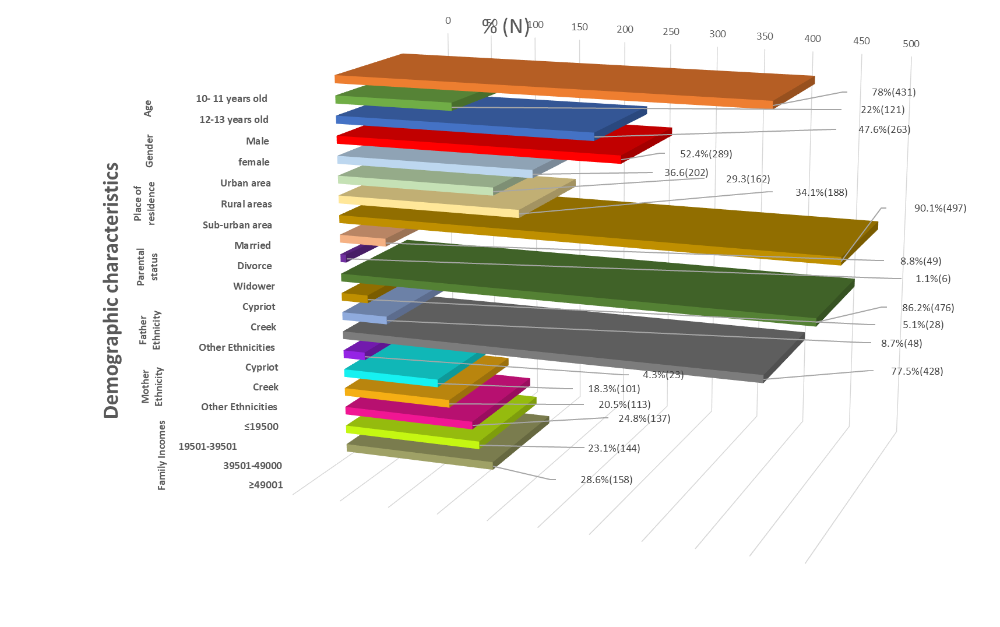 % (N)
0
50
100
150
200
250
300
350
400
450
500
Demographic characteristics
Age
10- 11 years old
78%(431)
12-13 years old
22%(121)
Gender
Male
47.6%(263)
female
52.4%(289)
Place of
residence
Urban area
36.6(202)
Rural areas
29.3(162)
Sub-urban area
34.1%(188)
Parental
status
Married
90.1%(497)
Divorce
8.8%(49)
Widower
1.1%(6)
Father
Ethnicity
Cypriot
86.2%(476)
Creek
5.1%(28)
Other Ethnicities
8.7%(48)
Mother
Ethnicity
Cypriot
77.5%(428)
Creek
4.3%(23)
Other Ethnicities
18.3%(101)
Family Incomes
≤19500
20.5%(113)
19501-39501
24.8%(137)
39501-49000
23.1%(144)
≥49001
28.6%(158)